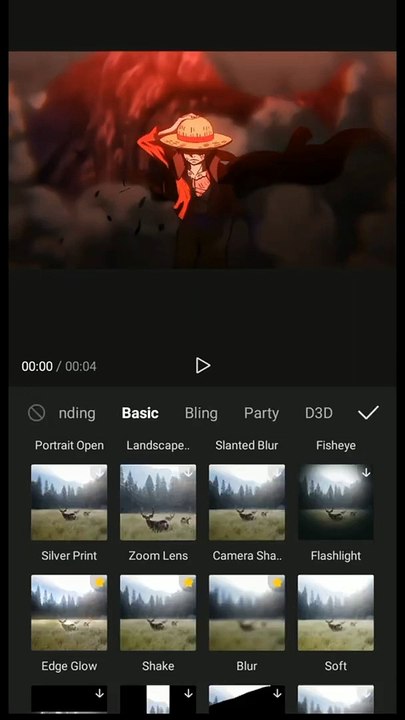 00:00 / 00:04
nding Basic Bling Party D3D
Portrait Open Landscape.. Slanted Blur Fisheye
Silver Print Zoom Lens Camera Sha.. Flashlight
Edge Glow Shake Blur Soft